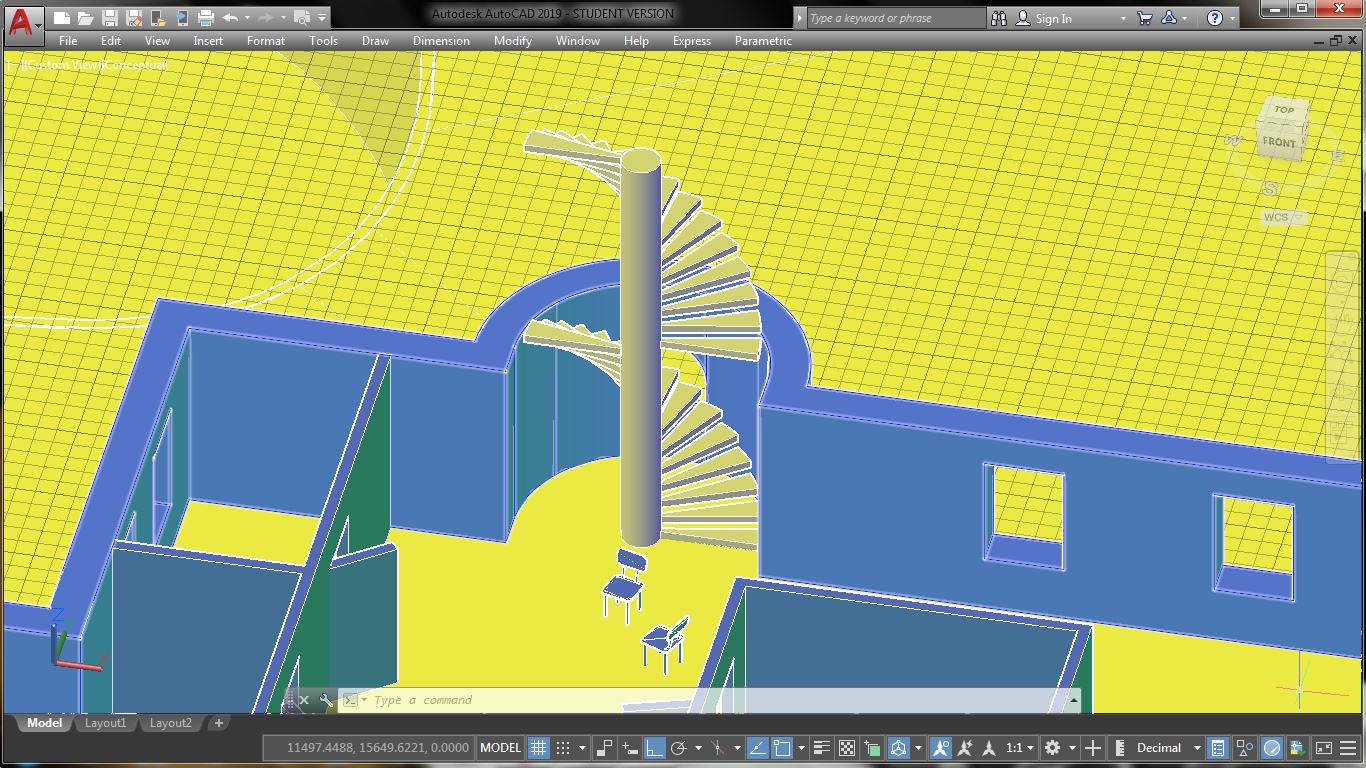 Autodesk AutoCAD 2019 - STUDENT VERSION
Type a keyword or phrase
Sign In
File Edit View Insert Format Tools Draw Dimension Modify Window Help Express Parametric
[—][Custom View][Conceptual]
TOP
FRONT
W
E
S
WCS
Z
X
Type a command
Model Layout1 Layout2 +
11497.4488, 15649.6221, 0.0000 MODEL 1:1 Decimal